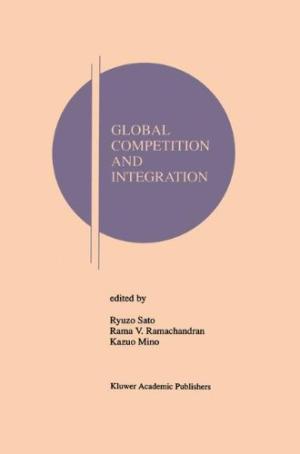 GLOBAL
COMPETITION
AND
INTEGRATION
edited by
Ryuzo Sato
Rama V. Ramachandran
Kazuo Mino
Kluwer Academic Publishers